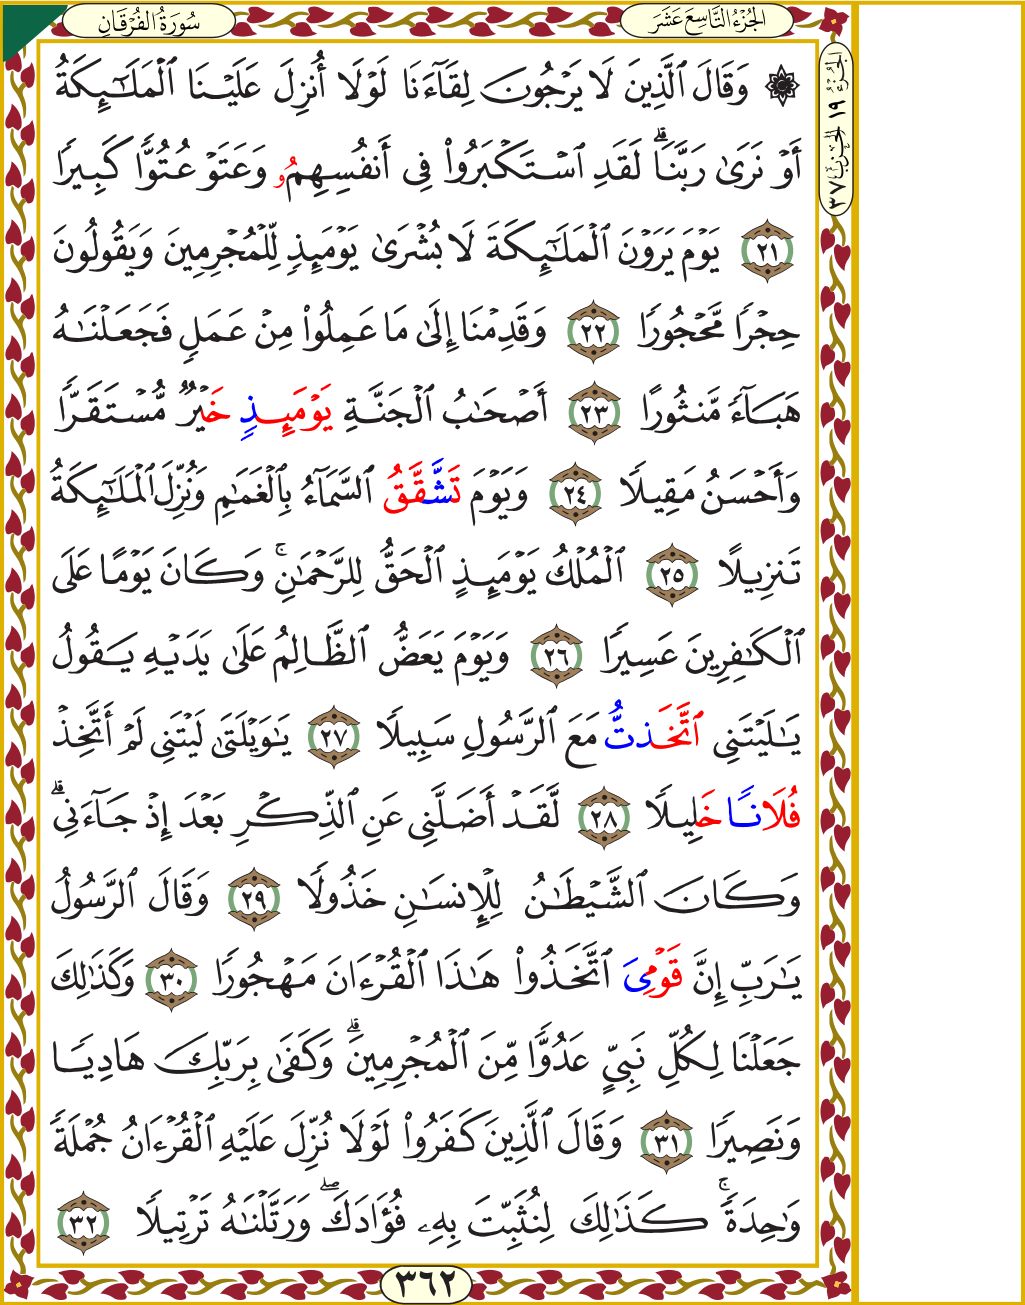 سُورَةُ الفُرْقَانِ
الجُزْءُ التَّاسِعَ عَشَرَ
۞ وَقَالَ ٱلَّذِينَ لَا يَرْجُونَ لِقَآءَنَا لَوْلَآ أُنزِلَ عَلَيْنَا ٱلْمَلَـٰٓئِكَةُ
أَوْ نَرَىٰ رَبَّنَا ۗ لَقَدِ ٱسْتَكْبَرُوا۟ فِىٓ أَنفُسِهِمُۥ وَعَتَوْ عُتُوًّا كَبِيرًا
٢١ يَوْمَ يَرَوْنَ ٱلْمَلَـٰٓئِكَةَ لَا بُشْرَىٰ يَوْمَئِذٍ لِّلْمُجْرِمِينَ وَيَقُولُونَ
حِجْرًا مَّحْجُورًا ٢٢ وَقَدِمْنَآ إِلَىٰ مَا عَمِلُوا۟ مِنْ عَمَلٍ فَجَعَلْنَـٰهُ
هَبَآءً مَّنثُورًا ٢٣ أَصْحَـٰبُ ٱلْجَنَّةِ يَوْمَئِذٍ خَيْرٌ مُّسْتَقَرًّا
وَأَحْسَنُ مَقِيلًا ٢٤ وَيَوْمَ تَشَّقَّقُ ٱلسَّمَآءُ بِٱلْغَمَـٰمِ وَنُزِّلَ ٱلْمَلَـٰٓئِكَةُ
تَنزِيلًا ٢٥ ٱلْمُلْكُ يَوْمَئِذٍ ٱلْحَقُّ لِلرَّحْمَـٰنِ ۚ وَكَانَ يَوْمًا عَلَى
ٱلْكَـٰفِرِينَ عَسِيرًا ٢٦ وَيَوْمَ يَعَضُّ ٱلظَّالِمُ عَلَىٰ يَدَيْهِ يَقُولُ
يَـٰلَيْتَنِى ٱتَّخَذتُّ مَعَ ٱلرَّسُولِ سَبِيلًا ٢٧ يَـٰوَيْلَتَىٰ لَيْتَنِى لَمْ أَتَّخِذْ
فُلَانًا خَلِيلًا ٢٨ لَّقَدْ أَضَلَّنِى عَنِ ٱلذِّكْرِ بَعْدَ إِذْ جَآءَنِى ۗ
وَكَانَ ٱلشَّيْطَـٰنُ لِلْإِنسَـٰنِ خَذُولًا ٢٩ وَقَالَ ٱلرَّسُولُ
يَـٰرَبِّ إِنَّ قَوْمِىَ ٱتَّخَذُوا۟ هَـٰذَا ٱلْقُرْءَانَ مَهْجُورًا ٣٠ وَكَذَٰلِكَ
جَعَلْنَا لِكُلِّ نَبِىٍّ عَدُوًّا مِّنَ ٱلْمُجْرِمِينَ ۗ وَكَفَىٰ بِرَبِّكَ هَادِيًا
وَنَصِيرًا ٣١ وَقَالَ ٱلَّذِينَ كَفَرُوا۟ لَوْلَا نُزِّلَ عَلَيْهِ ٱلْقُرْءَانُ جُمْلَةً
وَٰحِدَةً ۚ كَذَٰلِكَ لِنُثَبِّتَ بِهِۦ فُؤَادَكَ ۖ وَرَتَّلْنَـٰهُ تَرْتِيلًا ٣٢
الجزء ١٩ الحزب ٣٧
٣٦٢